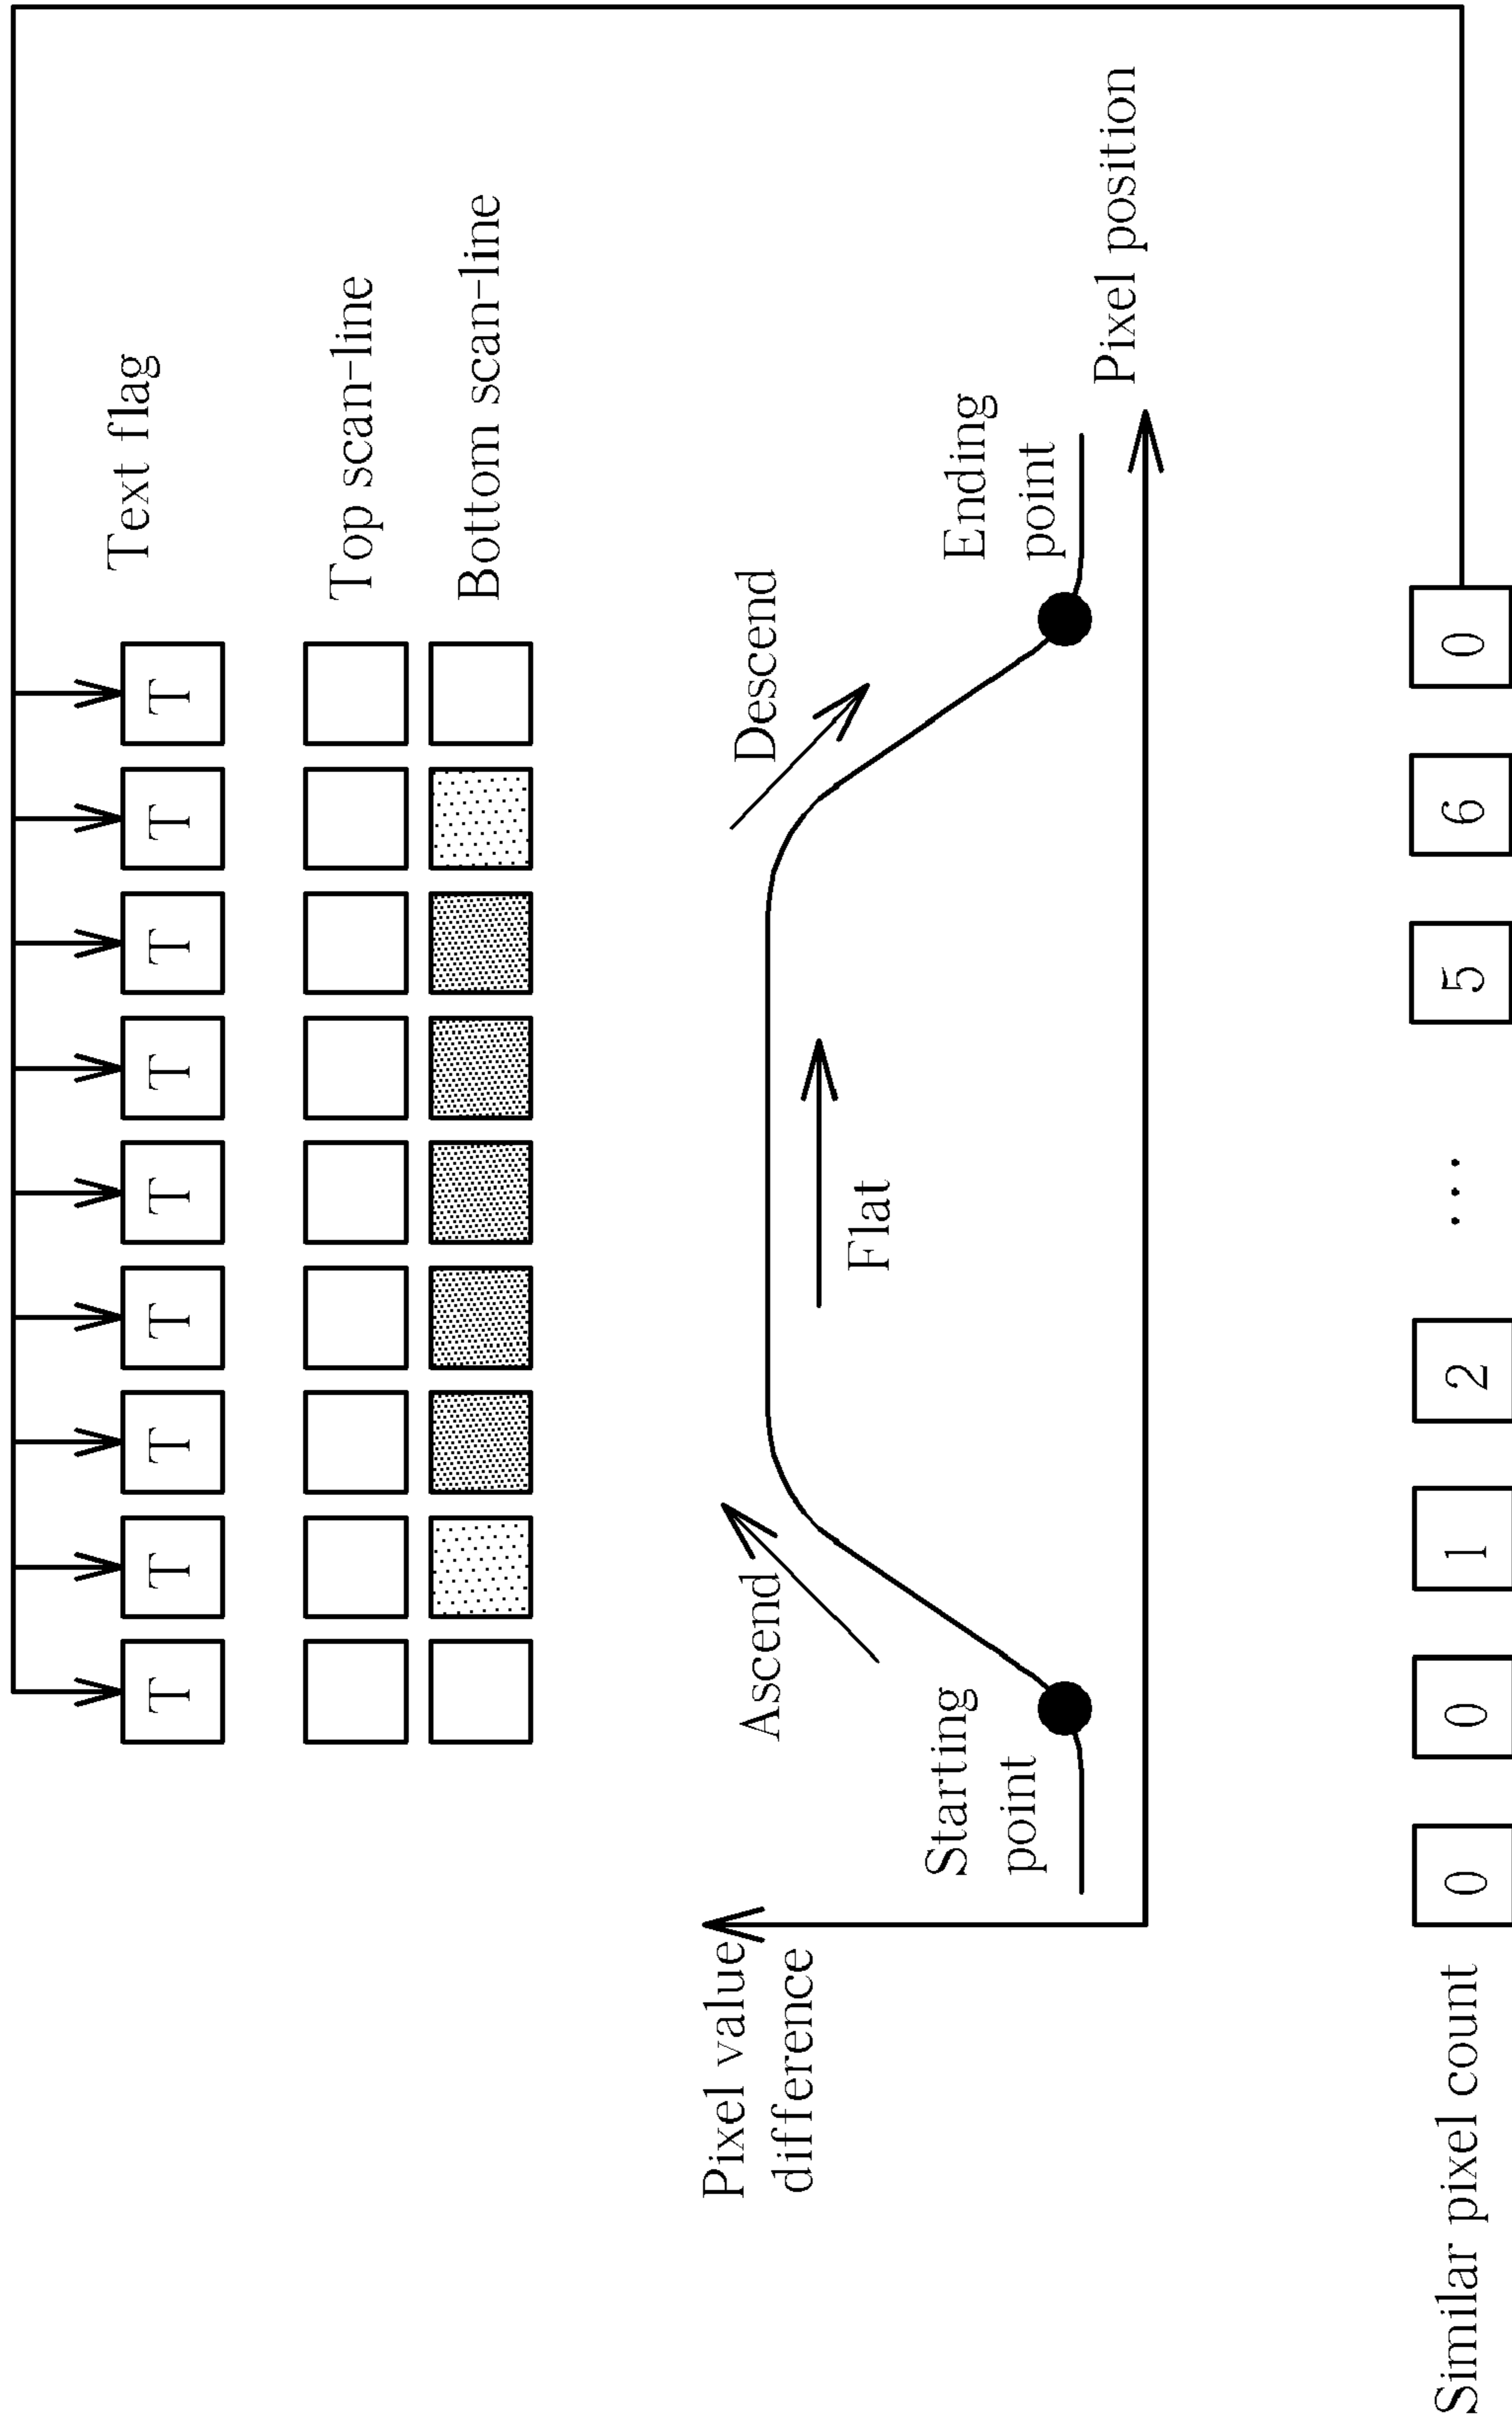 T T T T T T T T T Text flag
Top scan-line
Bottom scan-line
Pixel value
difference
Ascend
Descend
Flat
Starting
point
Ending
point
Pixel position
Similar pixel count 0 0 1 2 ... 5 6 0